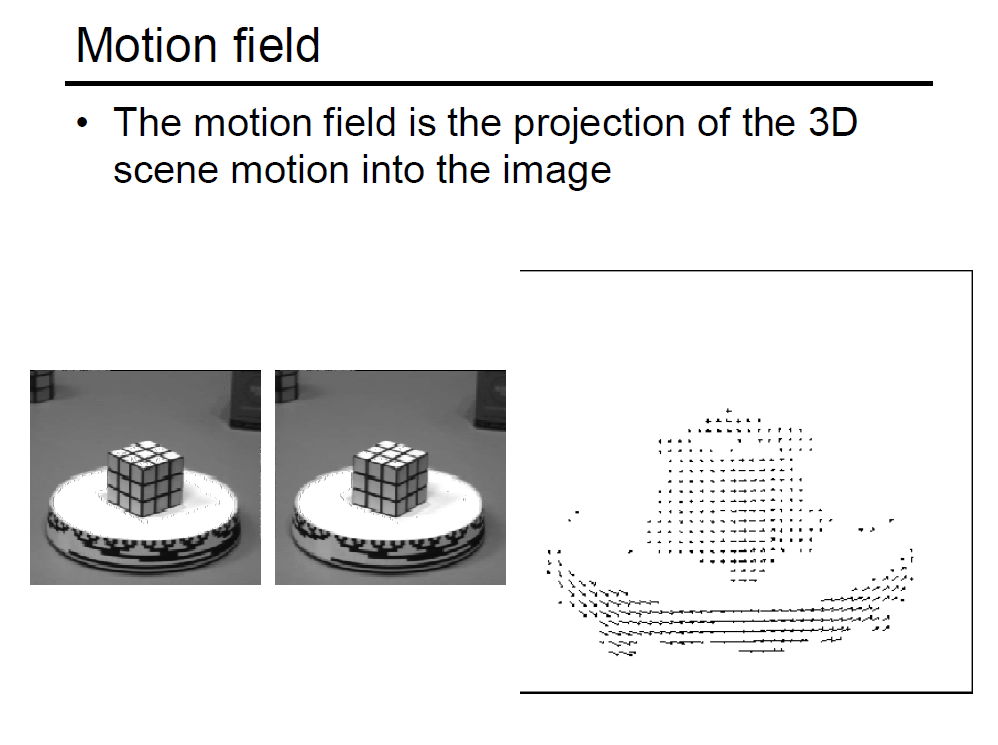 Motion field
• The motion field is the projection of the 3D
scene motion into the image